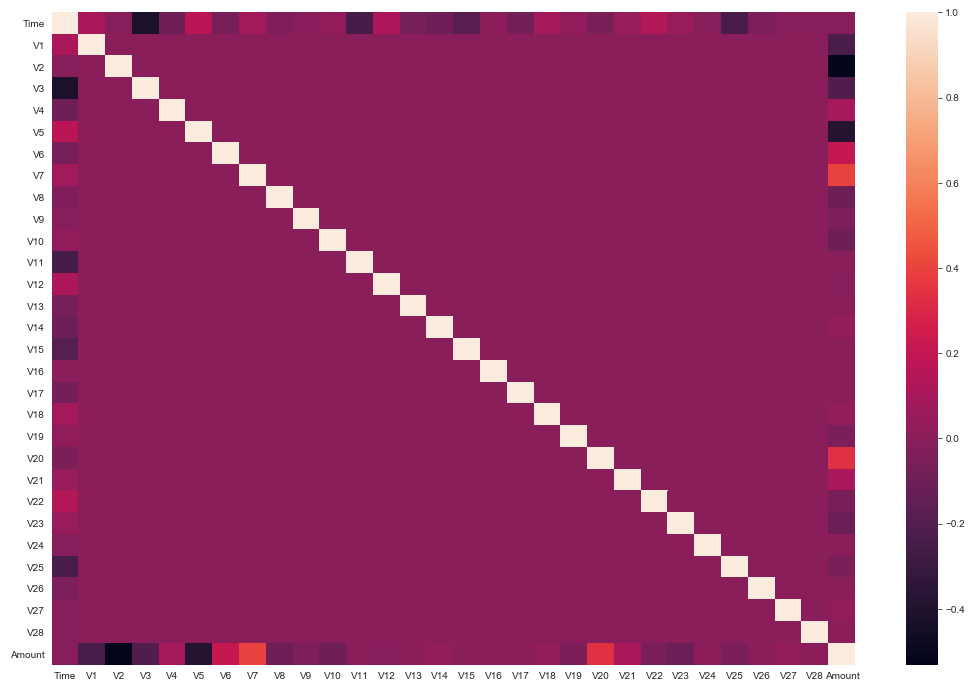 Time
V1
V2
V3
V4
V5
V6
V7
V8
V9
V10
V11
V12
V13
V14
V15
V16
V17
V18
V19
V20
V21
V22
V23
V24
V25
V26
V27
V28
Amount
Time V1 V2 V3 V4 V5 V6 V7 V8 V9 V10 V11 V12 V13 V14 V15 V16 V17 V18 V19 V20 V21 V22 V23 V24 V25 V26 V27 V28 Amount
1.0
0.8
0.6
0.4
0.2
0.0
−0.2
−0.4